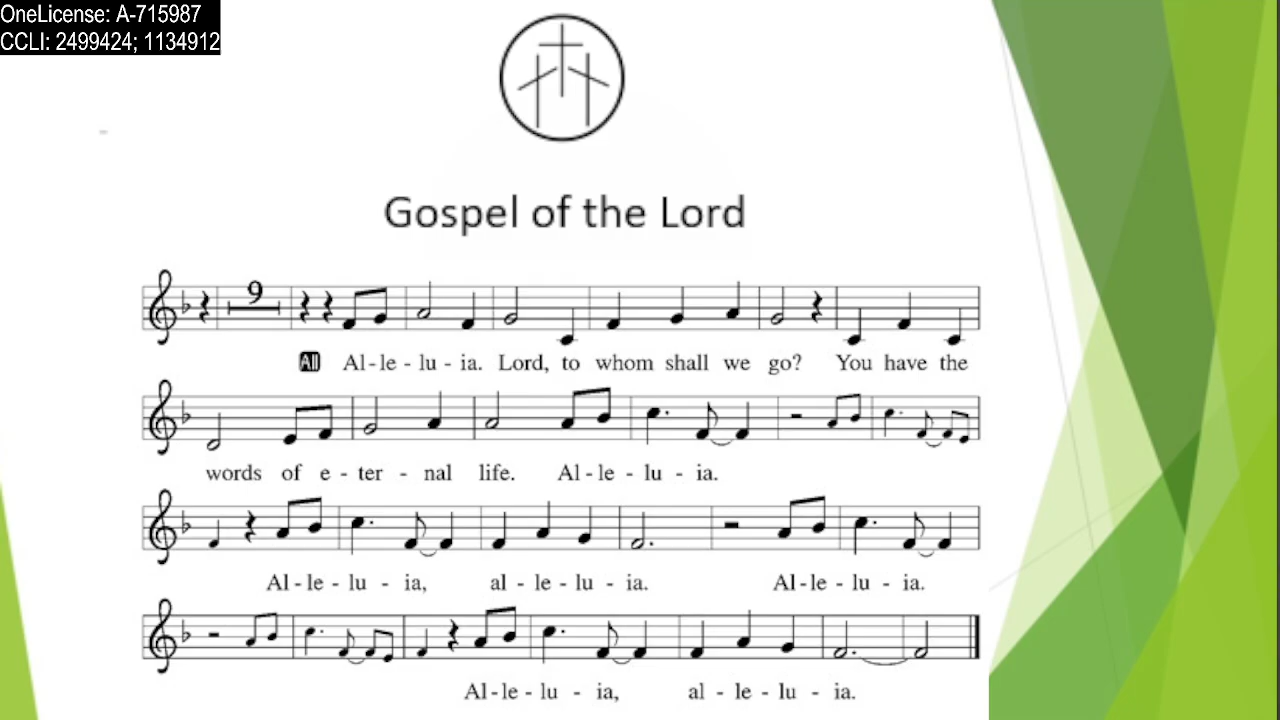 OneLicense: A-715987
CCLI: 2499424; 1134912
Gospel of the Lord
9
All Al - le - lu - ia. Lord, to whom shall we go? You have the
words of e - ter - nal life. Al - le - lu - ia.
Al - le - lu - ia, al - le - lu - ia. Al - le - lu - ia.
Al - le - lu - ia, al - le - lu - ia.